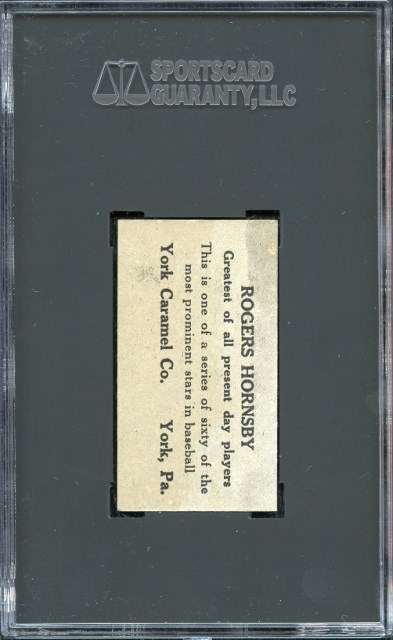 SPORTSCARD
GUARANTY, LLC
ROGERS HORNSBY
Greatest of all present day players
This is one of a series of sixty of the
most prominent stars in baseball
York Caramel Co. York, Pa.